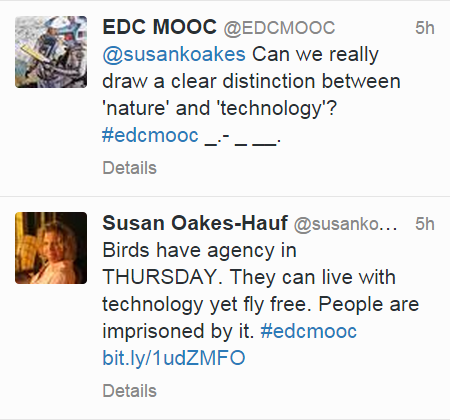 EDC MOOC @EDCMOOC 5h
@susankoakes Can we really
draw a clear distinction between
'nature' and 'technology'?
#edcmooc _.- _ __.
Details
Susan Oakes-Hauf @susanko... 5h
Birds have agency in
THURSDAY. They can live with
technology yet fly free. People are
imprisoned by it. #edcmooc
bit.ly/1udZMFO
Details